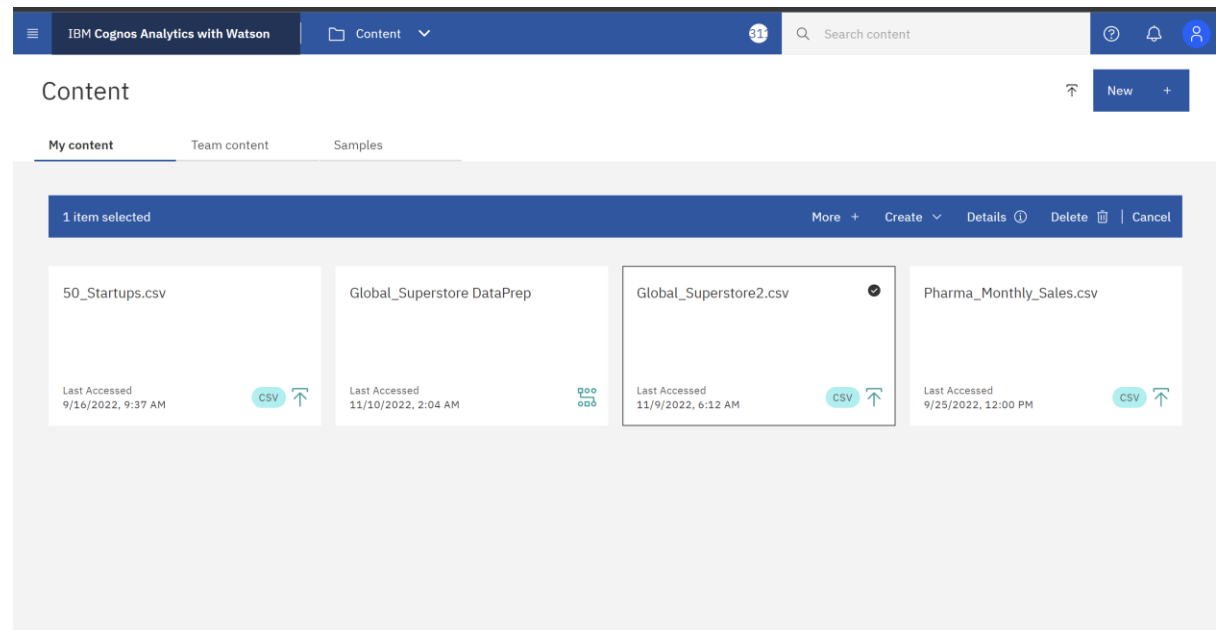 IBM Cognos Analytics with Watson
Content
Search content
Content
New +
My content Team content Samples
1 item selected
More + Create Details Delete | Cancel
50_Startups.csv
Last Accessed
9/16/2022, 9:37 AM
CSV
Global_Superstore DataPrep
Last Accessed
11/10/2022, 2:04 AM
Global_Superstore2.csv
Last Accessed
11/9/2022, 6:12 AM
CSV
Pharma_Monthly_Sales.csv
Last Accessed
9/25/2022, 12:00 PM
CSV